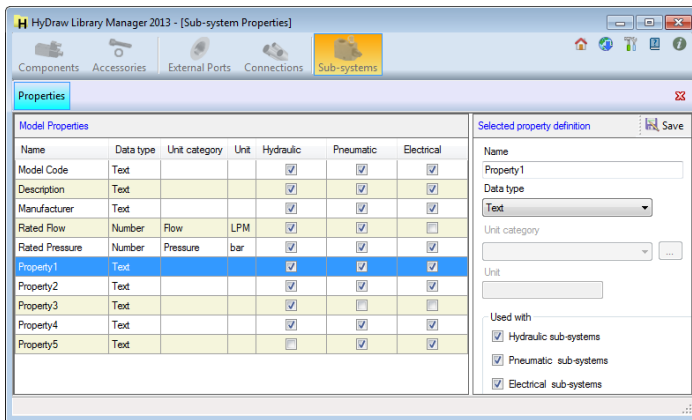 HyDraw Library Manager 2013 - [Sub-system Properties]
Components Accessories External Ports Connections Sub-systems
Properties
Model Properties
Name Data type Unit category Unit Hydraulic Pneumatic Electrical
Model Code Text
Description Text
Manufacturer Text
Rated Flow Number Flow LPM
Rated Pressure Number Pressure bar
Property1 Text
Property2 Text
Property3 Text
Property4 Text
Property5 Text
Selected property definition Save
Name
Property1
Data type
Text
Unit category
...
Unit
Used with
Hydraulic sub-systems
Pneumatic sub-systems
Electrical sub-systems